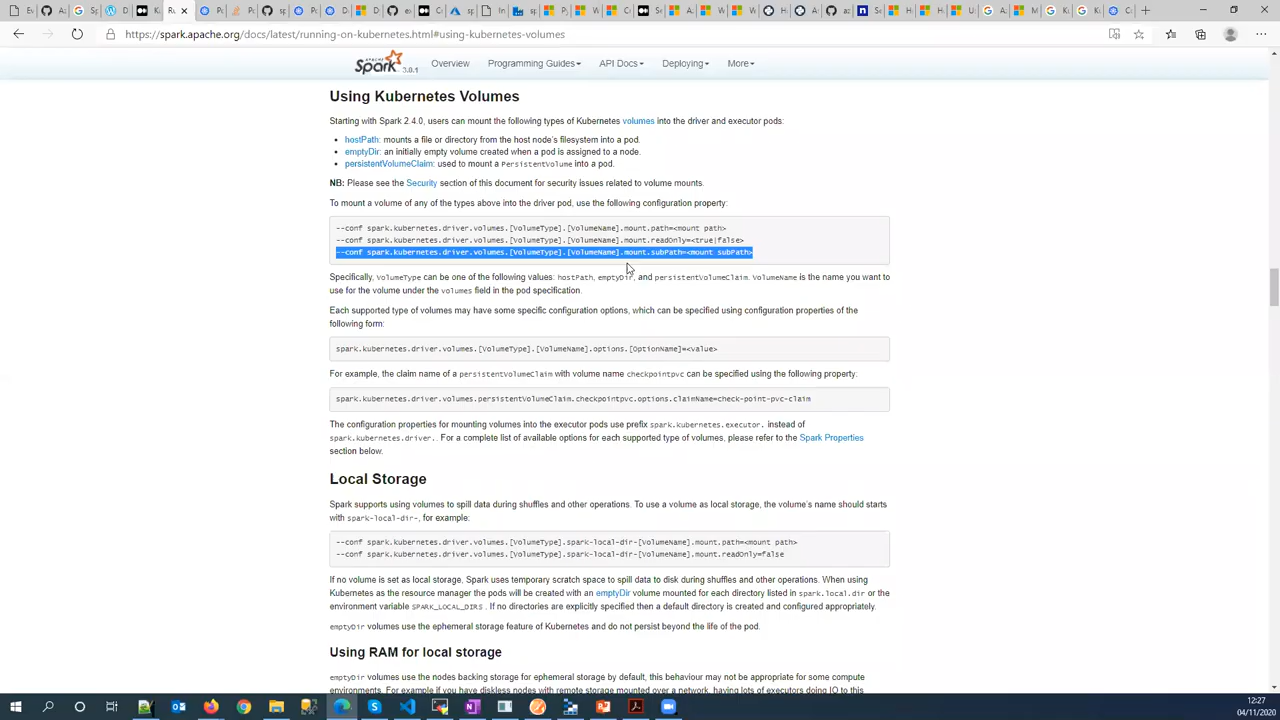 https://spark.apache.org/docs/latest/running-on-kubernetes.html#using-kubernetes-volumes
Spark 3.0.1 Overview Programming Guides API Docs Deploying More
Using Kubernetes Volumes
Starting with Spark 2.4.0, users can mount the following types of Kubernetes volumes into the driver and executor pods:
hostPath: mounts a file or directory from the host node's filesystem into a pod.
emptyDir: an initially empty volume created when a pod is assigned to a node.
persistentVolumeClaim: used to mount a PersistentVolume into a pod.
NB: Please see the Security section of this document for security issues related to volume mounts.
To mount a volume of any of the types above into the driver pod, use the following configuration property:
--conf spark.kubernetes.driver.volumes.[VolumeType].[VolumeName].mount.path=<mount path>
--conf spark.kubernetes.driver.volumes.[VolumeType].[VolumeName].mount.readOnly=<true|false>
--conf spark.kubernetes.driver.volumes.[VolumeType].[VolumeName].mount.subPath=<mount subPath>
Specifically, VolumeType can be one of the following values: hostPath, emptyDir, and persistentVolumeClaim. VolumeName is the name you want to
use for the volume under the volumes field in the pod specification.
Each supported type of volumes may have some specific configuration options, which can be specified using configuration properties of the
following form:
spark.kubernetes.driver.volumes.[VolumeType].[VolumeName].options.[OptionName]=<value>
For example, the claim name of a persistentVolumeClaim with volume name checkpointpvc can be specified using the following property:
spark.kubernetes.driver.volumes.persistentVolumeClaim.checkpointpvc.options.claimName=check-point-pvc-claim
The configuration properties for mounting volumes into the executor pods use prefix spark.kubernetes.executor. instead of
spark.kubernetes.driver.. For a complete list of available options for each supported type of volumes, please refer to the Spark Properties
section below.
Local Storage
Spark supports using volumes to spill data during shuffles and other operations. To use a volume as local storage, the volume's name should starts
with spark-local-dir-, for example:
--conf spark.kubernetes.driver.volumes.[VolumeType].spark-local-dir-[VolumeName].mount.path=<mount path>
--conf spark.kubernetes.driver.volumes.[VolumeType].spark-local-dir-[VolumeName].mount.readOnly=false
If no volume is set as local storage, Spark uses temporary scratch space to spill data to disk during shuffles and other operations. When using
Kubernetes as the resource manager the pods will be created with an emptyDir volume mounted for each directory listed in spark.local.dir or the
environment variable SPARK_LOCAL_DIRS . If no directories are explicitly specified then a default directory is created and configured appropriately.
emptyDir volumes use the ephemeral storage feature of Kubernetes and do not persist beyond the life of the pod.
Using RAM for local storage
emptyDir volumes use the nodes backing storage for ephemeral storage by default, this behaviour may not be appropriate for some compute
environments. For example if you have diskless nodes with remote storage mounted over a network, having lots of executors doing IO to this
12:27
04/11/2020